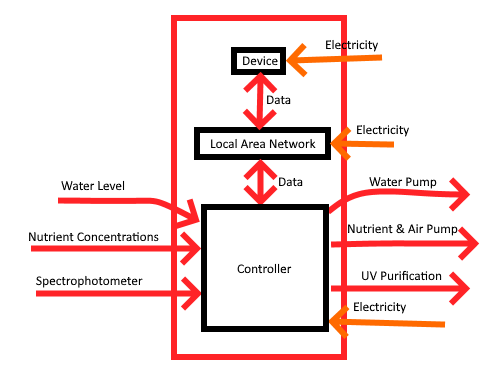 Electricity
Device
Data
Electricity
Local Area Network
Data
Water Level
Water Pump
Nutrient Concentrations
Nutrient & Air Pump
Controller
Spectrophotometer
UV Purification
Electricity